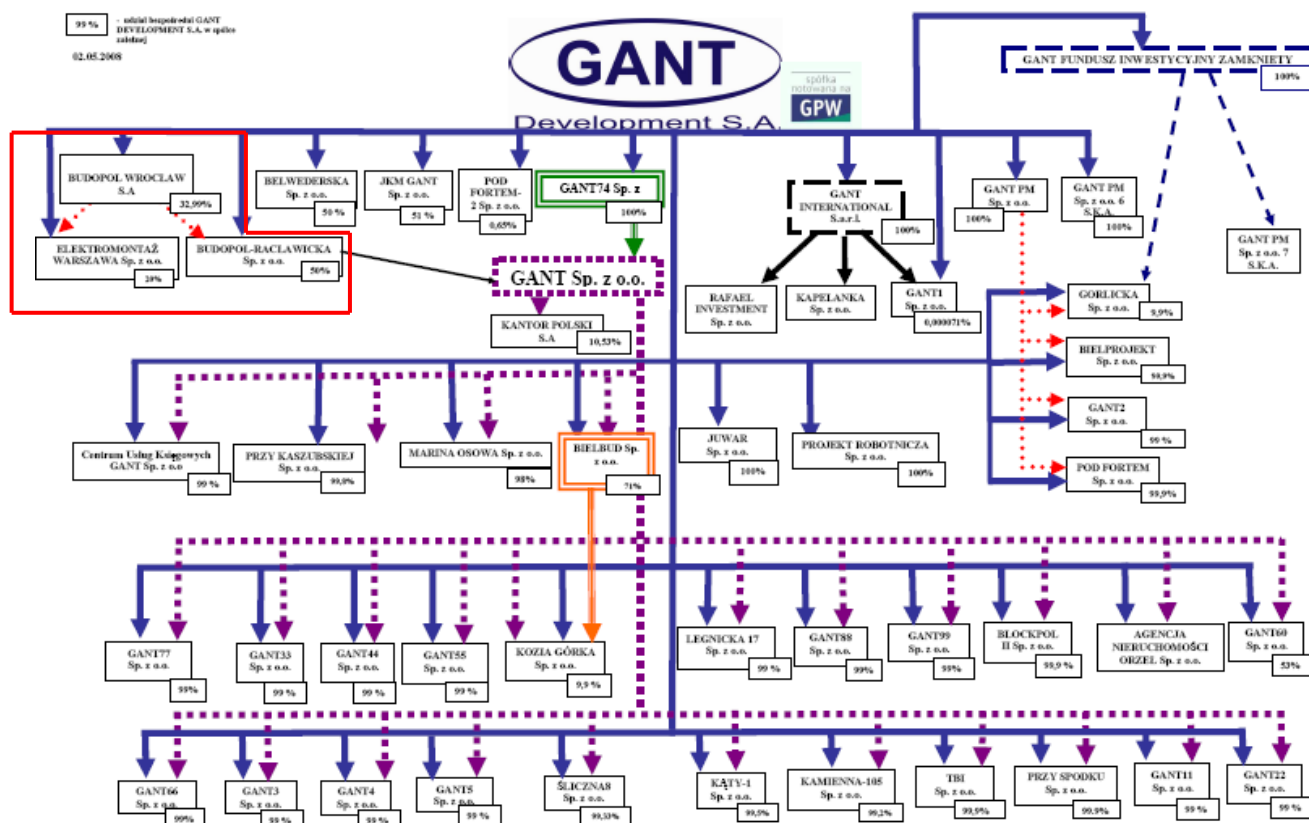 99 %
- udział bezpośredni GANT
DEVELOPMENT S.A. w spółce
zależnej
02.05.2008
GANT
Development S.A.
spółka
notowana na
GPW
GANT FUNDUSZ INWESTYCYJNY ZAMKNIETY
100%
BUDOPOL WROCŁAW
S.A
32,99%
BELWEDERSKA
Sp. z o.o.
50 %
JKM GANT
Sp. z o.o.
51 %
POD
FORTEM-
2 Sp. z o.o.
0,65%
GANT74 Sp. z
100%
GANT
INTERNATIONAL
S.a.r.l.
100%
GANT PM
Sp. z o.o.
100%
GANT PM
Sp. z o.o. 6
S.K.A.
100%
GANT PM
Sp. z o.o. 7
S.K.A.
ELEKTROMONTAŻ
WARSZAWA Sp. z o.o.
BUDOPOL-RACŁAWICKA
Sp. z o.o.
50%
GANT Sp. z o.o.
KANTOR POLSKI
S.A
10,53%
RAFAEL
INVESTMENT
Sp. z o.o.
KAPELANKA
Sp. z o.o.
GANT1
Sp. z o.o.
0,000071%
GORLICKA
Sp. z o.o.
9,9%
BIELPROJEKT
Sp. z o.o.
99,9%
GANT2
Sp. z o.o.
99 %
POD FORTEM
Sp. z o.o.
99,9%
Centrum Usług Księgowych
GANT Sp. z o.o
99 %
PRZY KASZUBSKIEJ
Sp. z o.o.
99,8%
MARINA OSOWA Sp. z o.o.
98%
BIELBUD Sp.
z o.o.
71%
JUWAR
Sp. z o.o.
100%
PROJEKT ROBOTNICZA
Sp. z o.o.
100%
GANT77
Sp. z o.o.
99%
GANT33
Sp. z o.o.
99 %
GANT44
Sp. z o.o.
99 %
GANT55
Sp. z o.o.
99 %
KOZIA GÓRKA
Sp. z o.o.
9,9 %
LEGNICKA 17
Sp. z o.o.
99 %
GANT88
Sp. z o.o.
99%
GANT99
Sp. z o.o.
99%
BLOCKPOL
II Sp. z o.o.
99,9 %
AGENCJA
NIERUCHOMOŚCI
ORZEŁ Sp. z o.o.
GANT60
Sp. z o.o.
53%
GANT66
Sp. z o.o.
99%
GANT3
Sp. z o.o.
99 %
GANT4
Sp. z o.o.
99 %
GANT5
Sp. z o.o.
99 %
ŚLICZNA8
Sp. z o.o.
99,33%
KĄTY-1
Sp. z o.o.
99,5%
KAMIENNA-105
Sp. z o.o.
99,2%
TBI
Sp. z o.o.
99,9%
PRZY SPODKU
Sp. z o.o.
99.9%
GANT11
Sp. z o.o.
99 %
GANT22
Sp. z o.o.
99 %